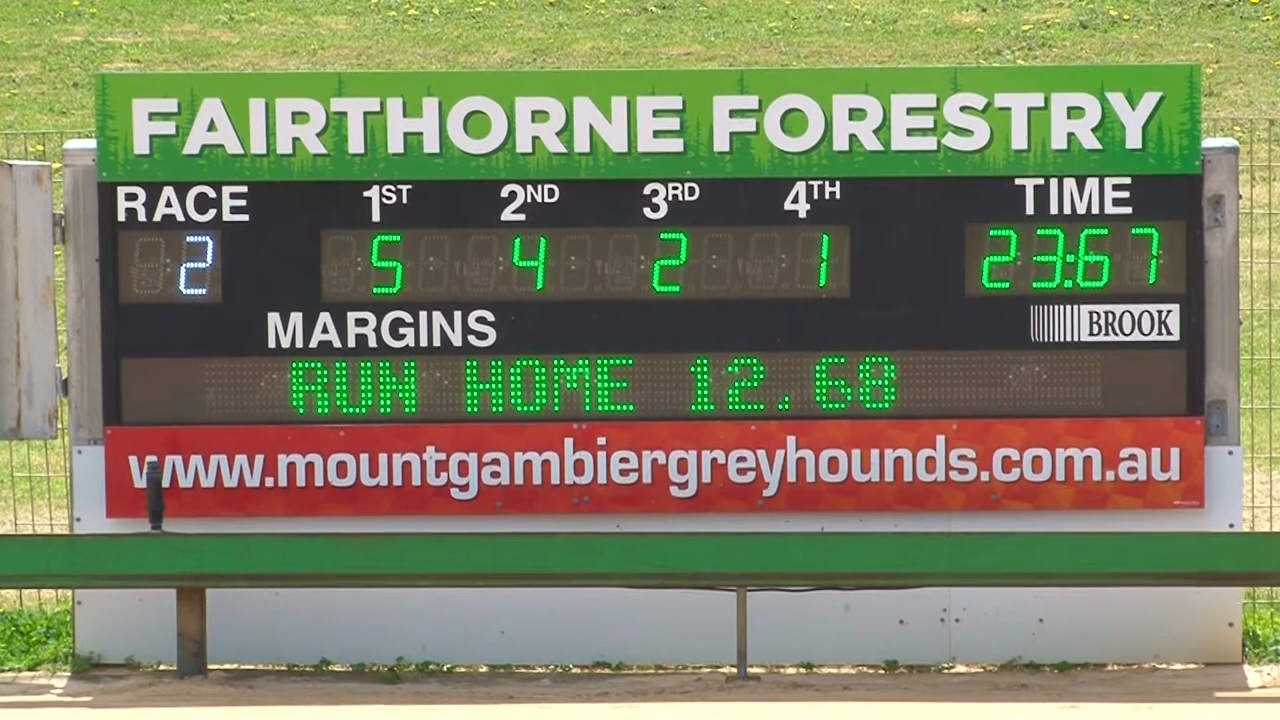 FAIRTHORNE FORESTRY
RACE 1ST 2ND 3RD 4TH TIME
2 5 4 2 1 23:67
MARGINS
BROOK
RUN HOME 12.68
www.mountgambiergreyhounds.com.au